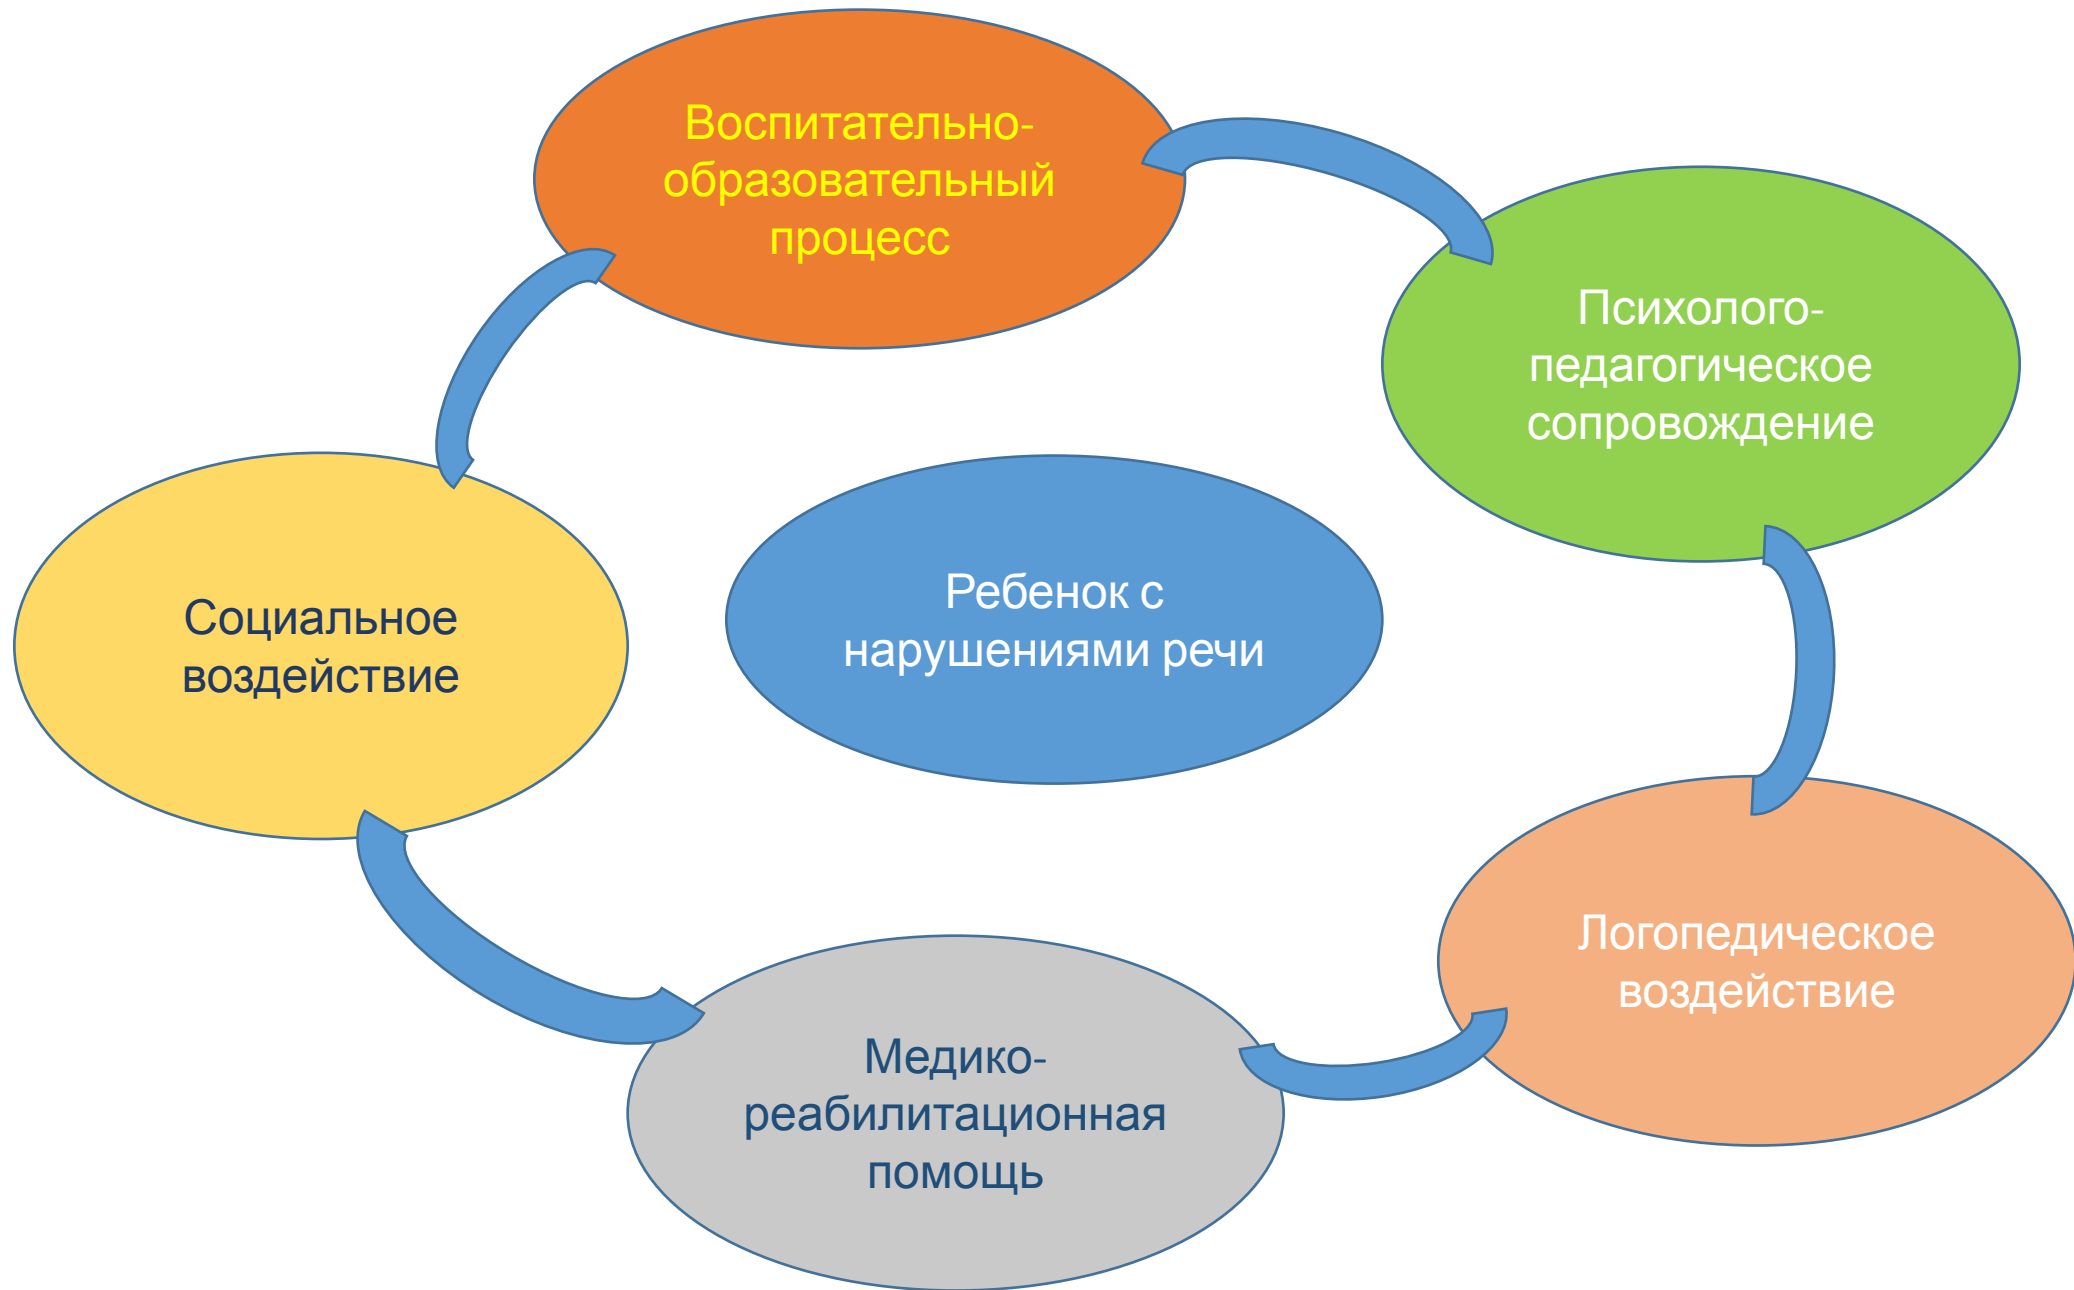 Воспитательно-
образовательный
процесс
Психолого-
педагогическое
сопровождение
Ребенок с
нарушениями речи
Социальное
воздействие
Логопедическое
воздействие
Медико-
реабилитационная
помощь